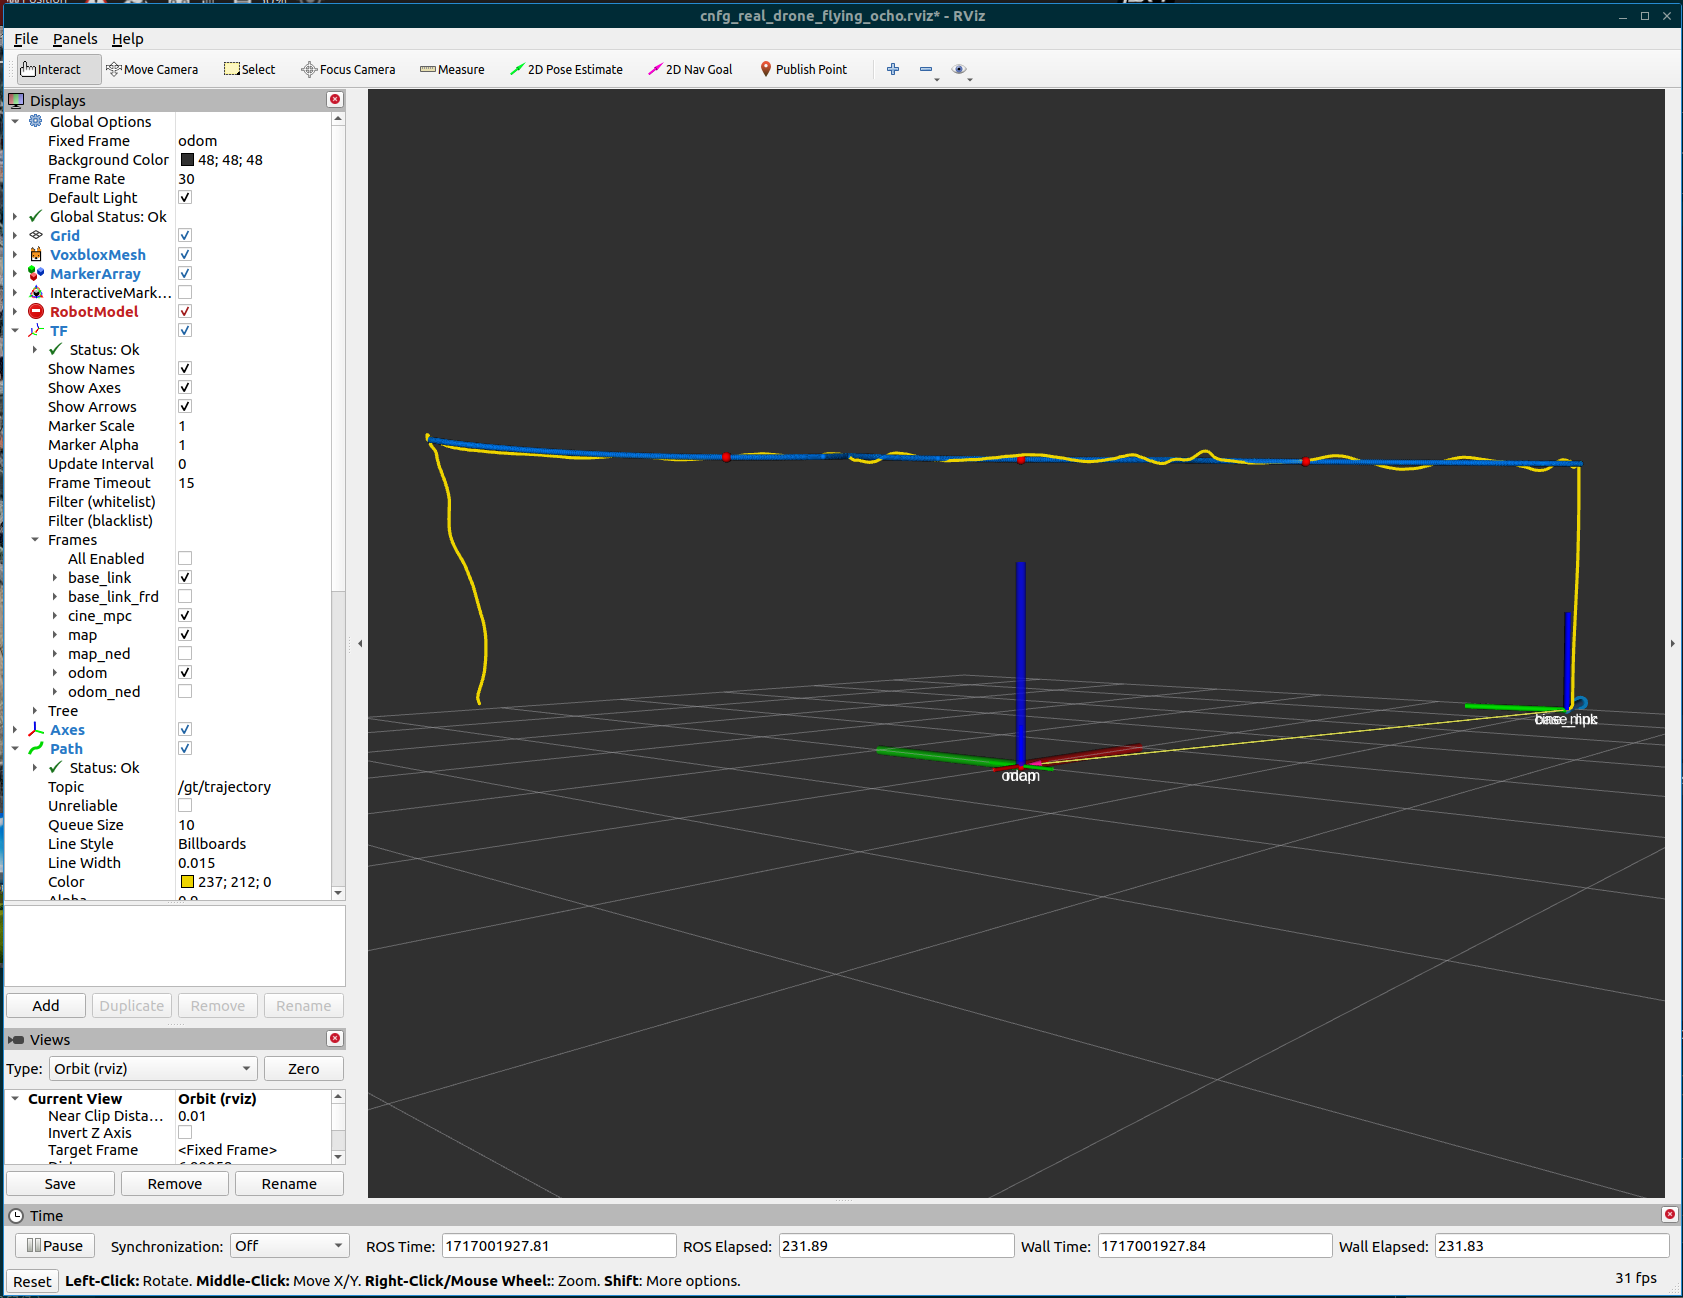 cnfg_real_drone_flying_ocho.rviz* - RViz
File Panels Help
Interact Move Camera Select Focus Camera Measure 2D Pose Estimate 2D Nav Goal Publish Point
Displays
Global Options
Fixed Frame odom
Background Color 48; 48; 48
Frame Rate 30
Default Light
Global Status: Ok
Grid
VoxbloxMesh
MarkerArray
InteractiveMark...
RobotModel
TF
Status: Ok
Show Names
Show Axes
Show Arrows
Marker Scale 1
Marker Alpha 1
Update Interval 0
Frame Timeout 15
Filter (whitelist)
Filter (blacklist)
Frames
All Enabled
base_link
base_link_frd
cine_mpc
map
map_ned
odom
odom_ned
Tree
Axes
Path
Status: Ok
Topic /gt/trajectory
Unreliable
Queue Size 10
Line Style Billboards
Line Width 0.015
Color 237; 212; 0
Add Duplicate Remove Rename
Views
Type: Orbit (rviz) Zero
Current View Orbit (rviz)
Near Clip Dista... 0.01
Invert Z Axis
Target Frame <Fixed Frame>
Save Remove Rename
Time
Pause Synchronization: Off ROS Time: 1717001927.81 ROS Elapsed: 231.89 Wall Time: 1717001927.84 Wall Elapsed: 231.83
Reset Left-Click: Rotate. Middle-Click: Move X/Y. Right-Click/Mouse Wheel:: Zoom. Shift: More options. 31 fps